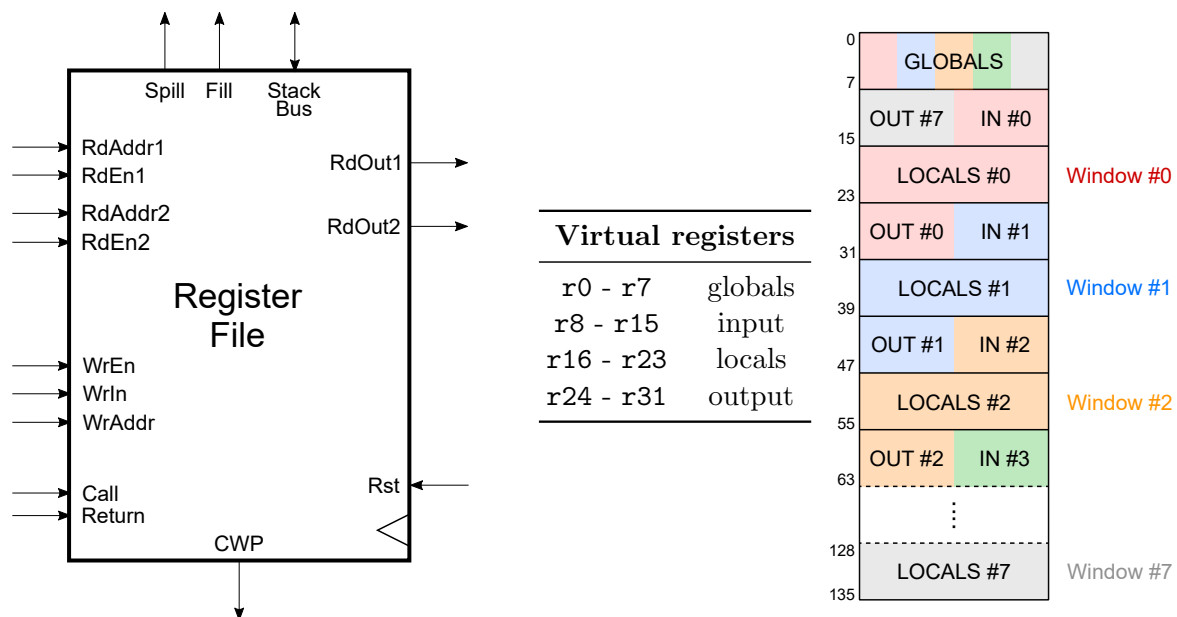 Spill Fill Stack
Bus
RdAddr1
RdEn1
RdAddr2
RdEn2
RdOut1
RdOut2
Register
File
WrEn
WrIn
WrAddr
Call
Return
Rst
CWP
Virtual registers
r0 - r7 globals
r8 - r15 input
r16 - r23 locals
r24 - r31 output
0
GLOBALS
7
OUT #7 IN #0
15
LOCALS #0 Window #0
23
OUT #0 IN #1
31
LOCALS #1 Window #1
39
OUT #1 IN #2
47
LOCALS #2 Window #2
55
OUT #2 IN #3
63
128
LOCALS #7 Window #7
135